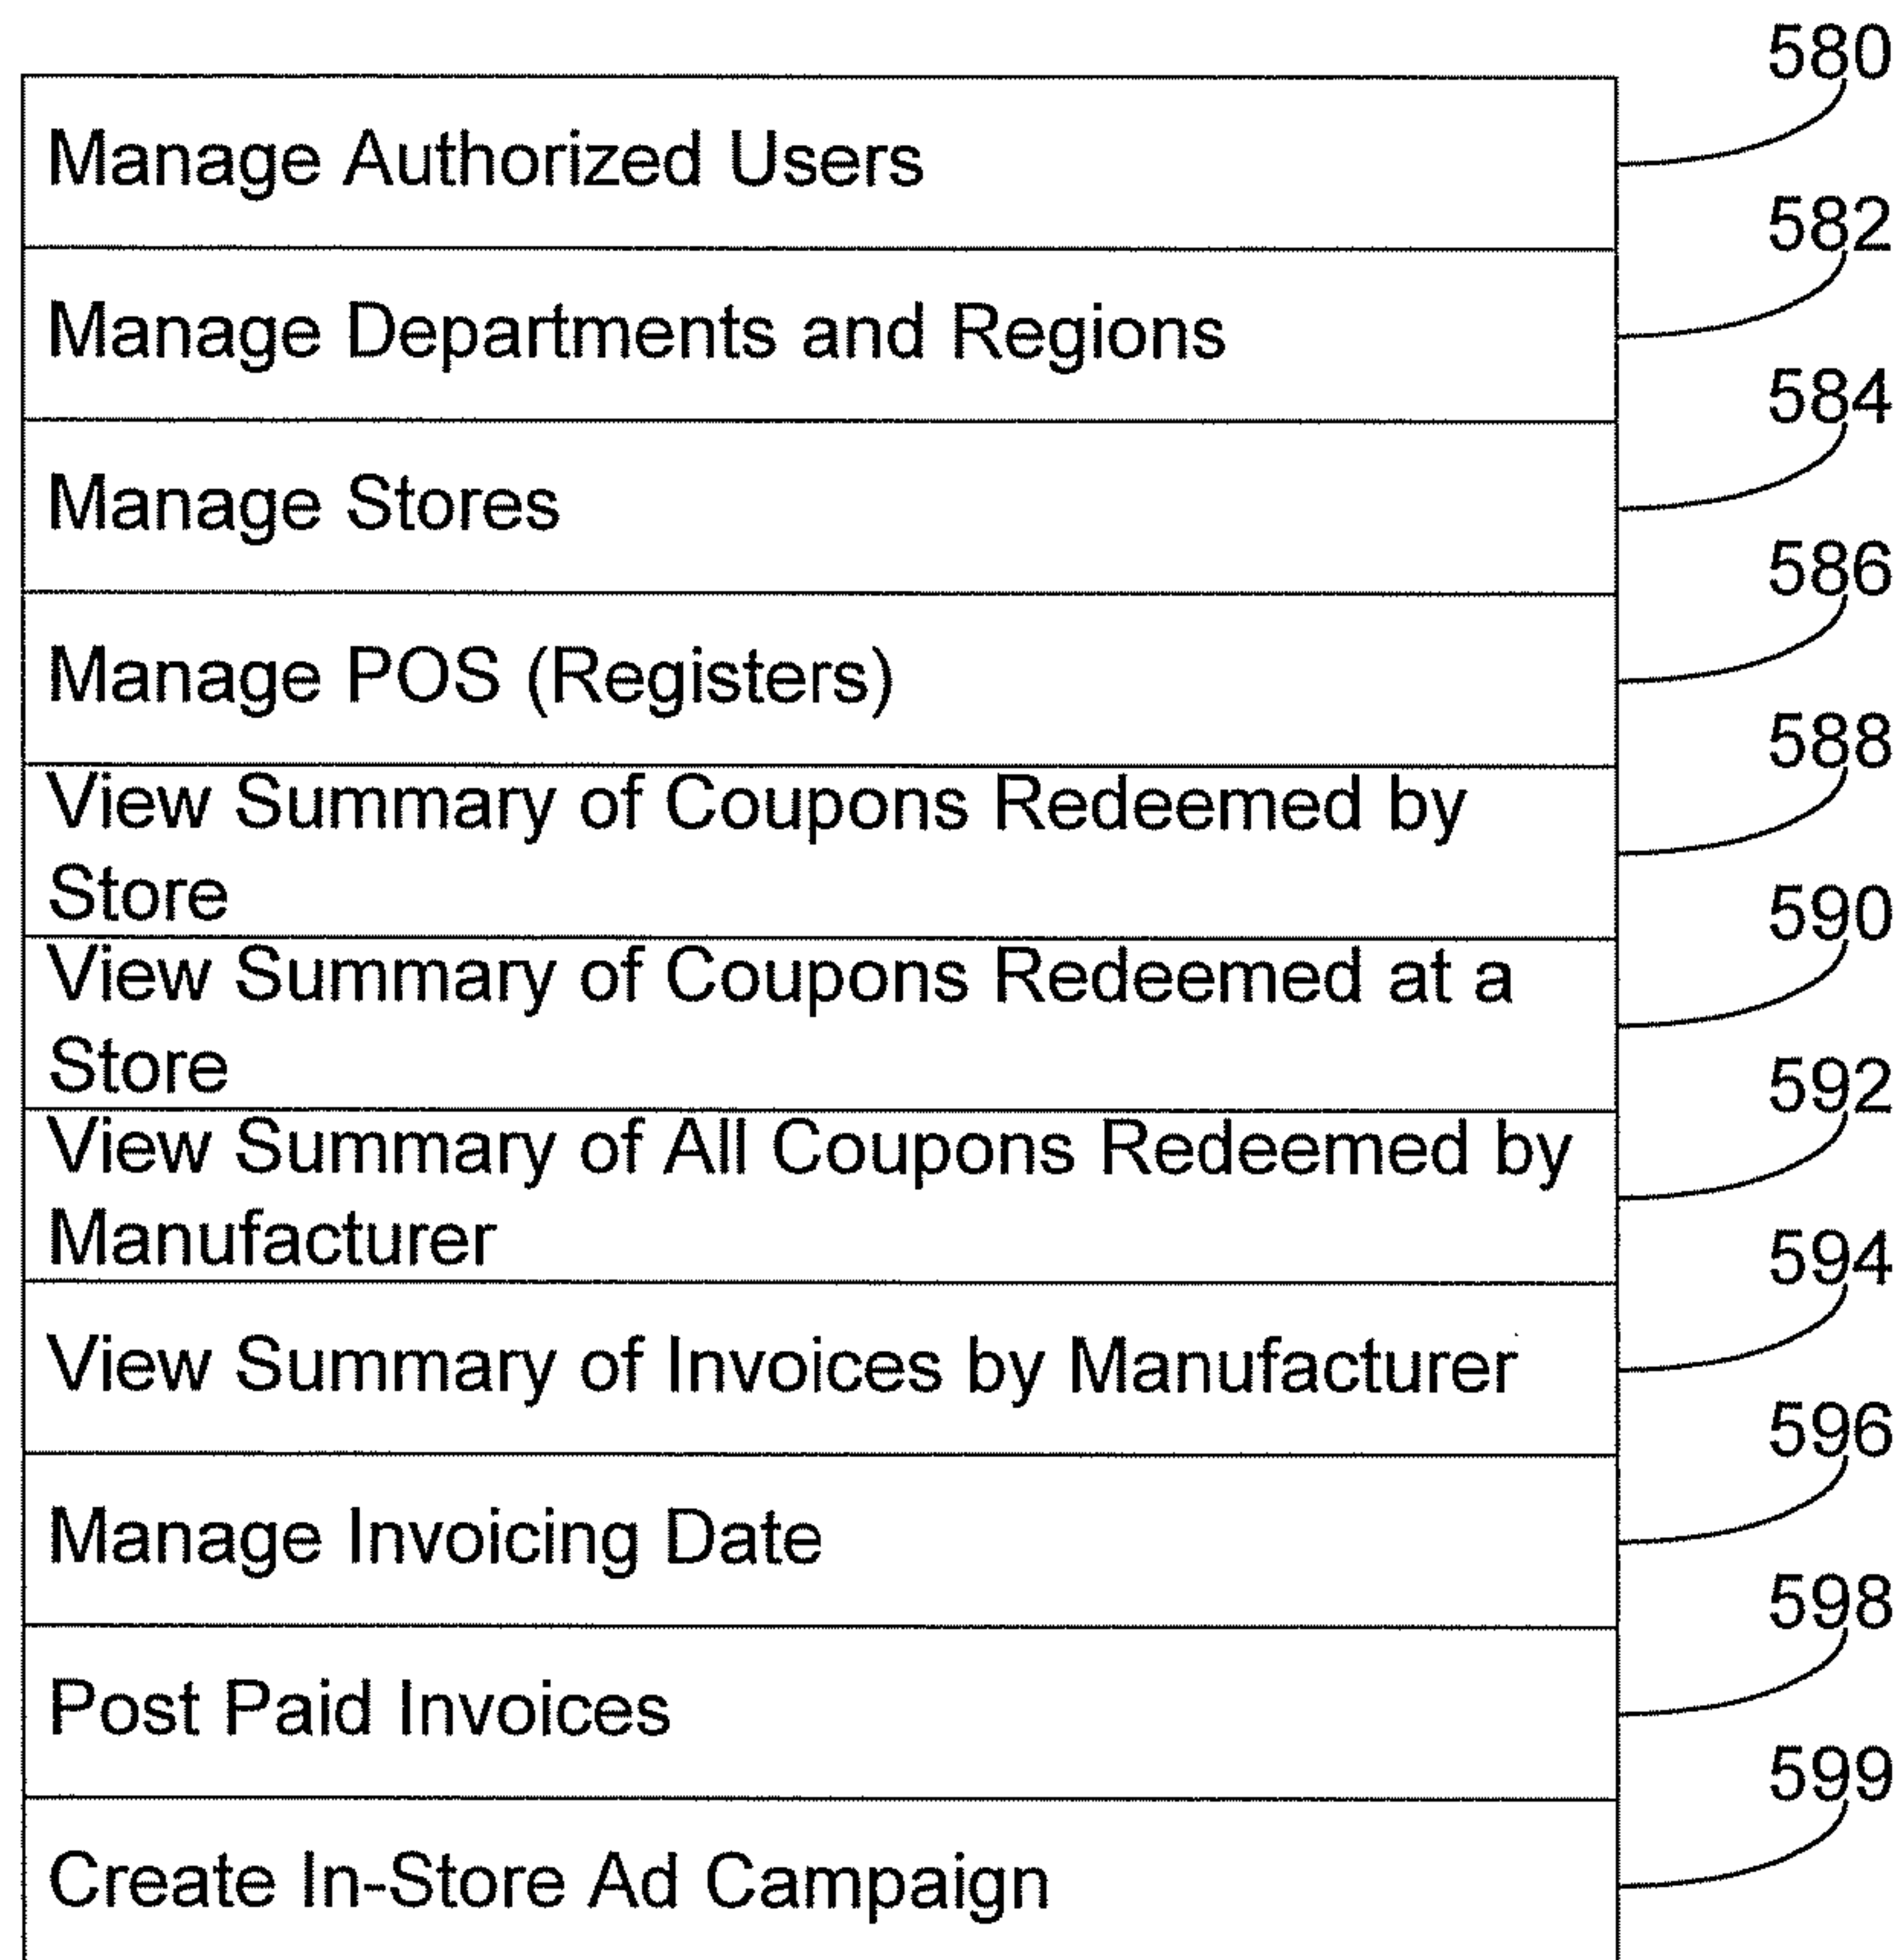 580
Manage Authorized Users
582
Manage Departments and Regions
584
Manage Stores
586
Manage POS (Registers)
588
View Summary of Coupons Redeemed by
Store
590
View Summary of Coupons Redeemed at a
Store
592
View Summary of All Coupons Redeemed by
Manufacturer
594
View Summary of Invoices by Manufacturer
596
Manage Invoicing Date
598
Post Paid Invoices
599
Create In-Store Ad Campaign